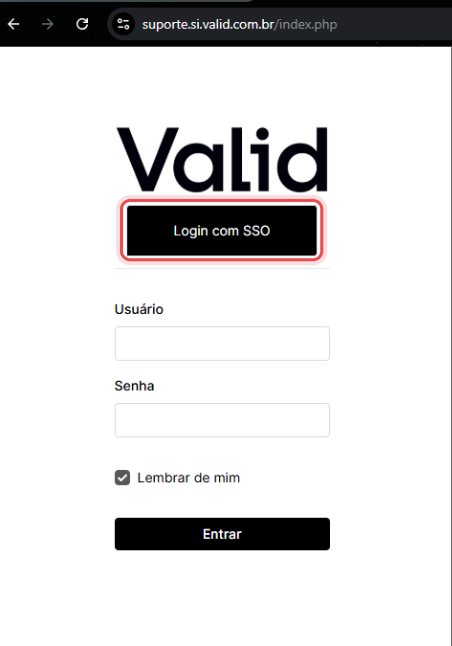 suporte.si.valid.com.br/index.php
Valid
Login com SSO
Usuário
Senha
Lembrar de mim
Entrar